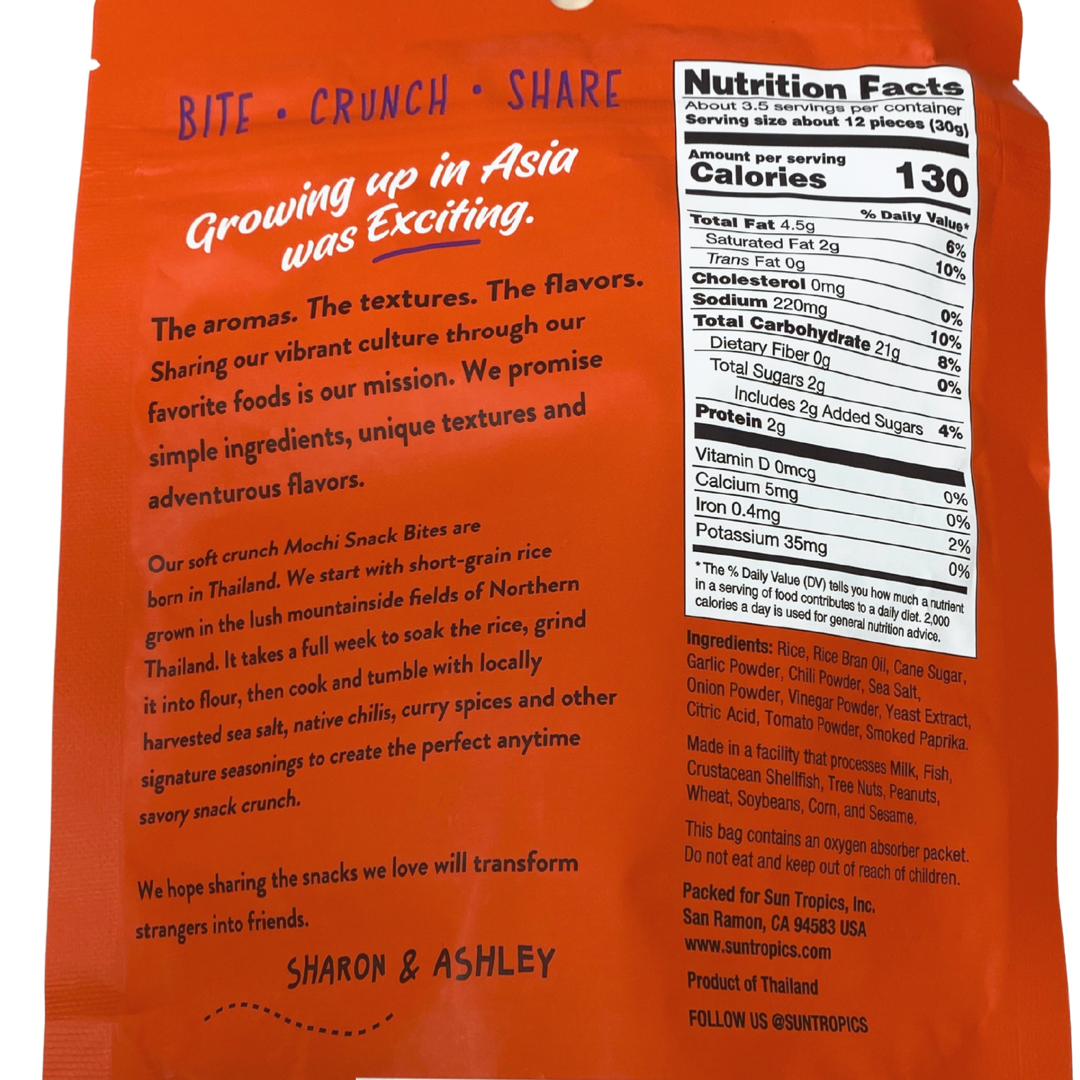 BITE • CRUNCH • SHARE
Growing up in Asia
was Exciting.
The aromas. The textures. The flavors.
Sharing our vibrant culture through our
favorite foods is our mission. We promise
simple ingredients, unique textures and
adventurous flavors.
Our soft crunch Mochi Snack Bites are
born in Thailand. We start with short-grain rice
grown in the lush mountainside fields of Northern
Thailand. It takes a full week to soak the rice, grind
it into flour, then cook and tumble with locally
harvested sea salt, native chilis, curry spices and other
signature seasonings to create the perfect anytime
savory snack crunch.
We hope sharing the snacks we love will transform
strangers into friends.
SHARON & ASHLEY
Nutrition Facts
About 3.5 servings per container
Serving size about 12 pieces (30g)
Amount per serving
Calories 130
% Daily Value*
Total Fat 4.5g 6%
Saturated Fat 2g 10%
Trans Fat 0g
Cholesterol 0mg 0%
Sodium 220mg 10%
Total Carbohydrate 21g 8%
Dietary Fiber 0g 0%
Total Sugars 2g
Includes 2g Added Sugars 4%
Protein 2g
Vitamin D 0mcg 0%
Calcium 5mg 0%
Iron 0.4mg 2%
Potassium 35mg 0%
* The % Daily Value (DV) tells you how much a nutrient
in a serving of food contributes to a daily diet. 2,000
calories a day is used for general nutrition advice.
Ingredients: Rice, Rice Bran Oil, Cane Sugar,
Garlic Powder, Chili Powder, Sea Salt,
Onion Powder, Vinegar Powder, Yeast Extract,
Citric Acid, Tomato Powder, Smoked Paprika.
Made in a facility that processes Milk, Fish,
Crustacean Shellfish, Tree Nuts, Peanuts,
Wheat, Soybeans, Corn, and Sesame.
This bag contains an oxygen absorber packet.
Do not eat and keep out of reach of children.
Packed for Sun Tropics, Inc.
San Ramon, CA 94583 USA
www.suntropics.com
Product of Thailand
FOLLOW US @SUNTROPICS